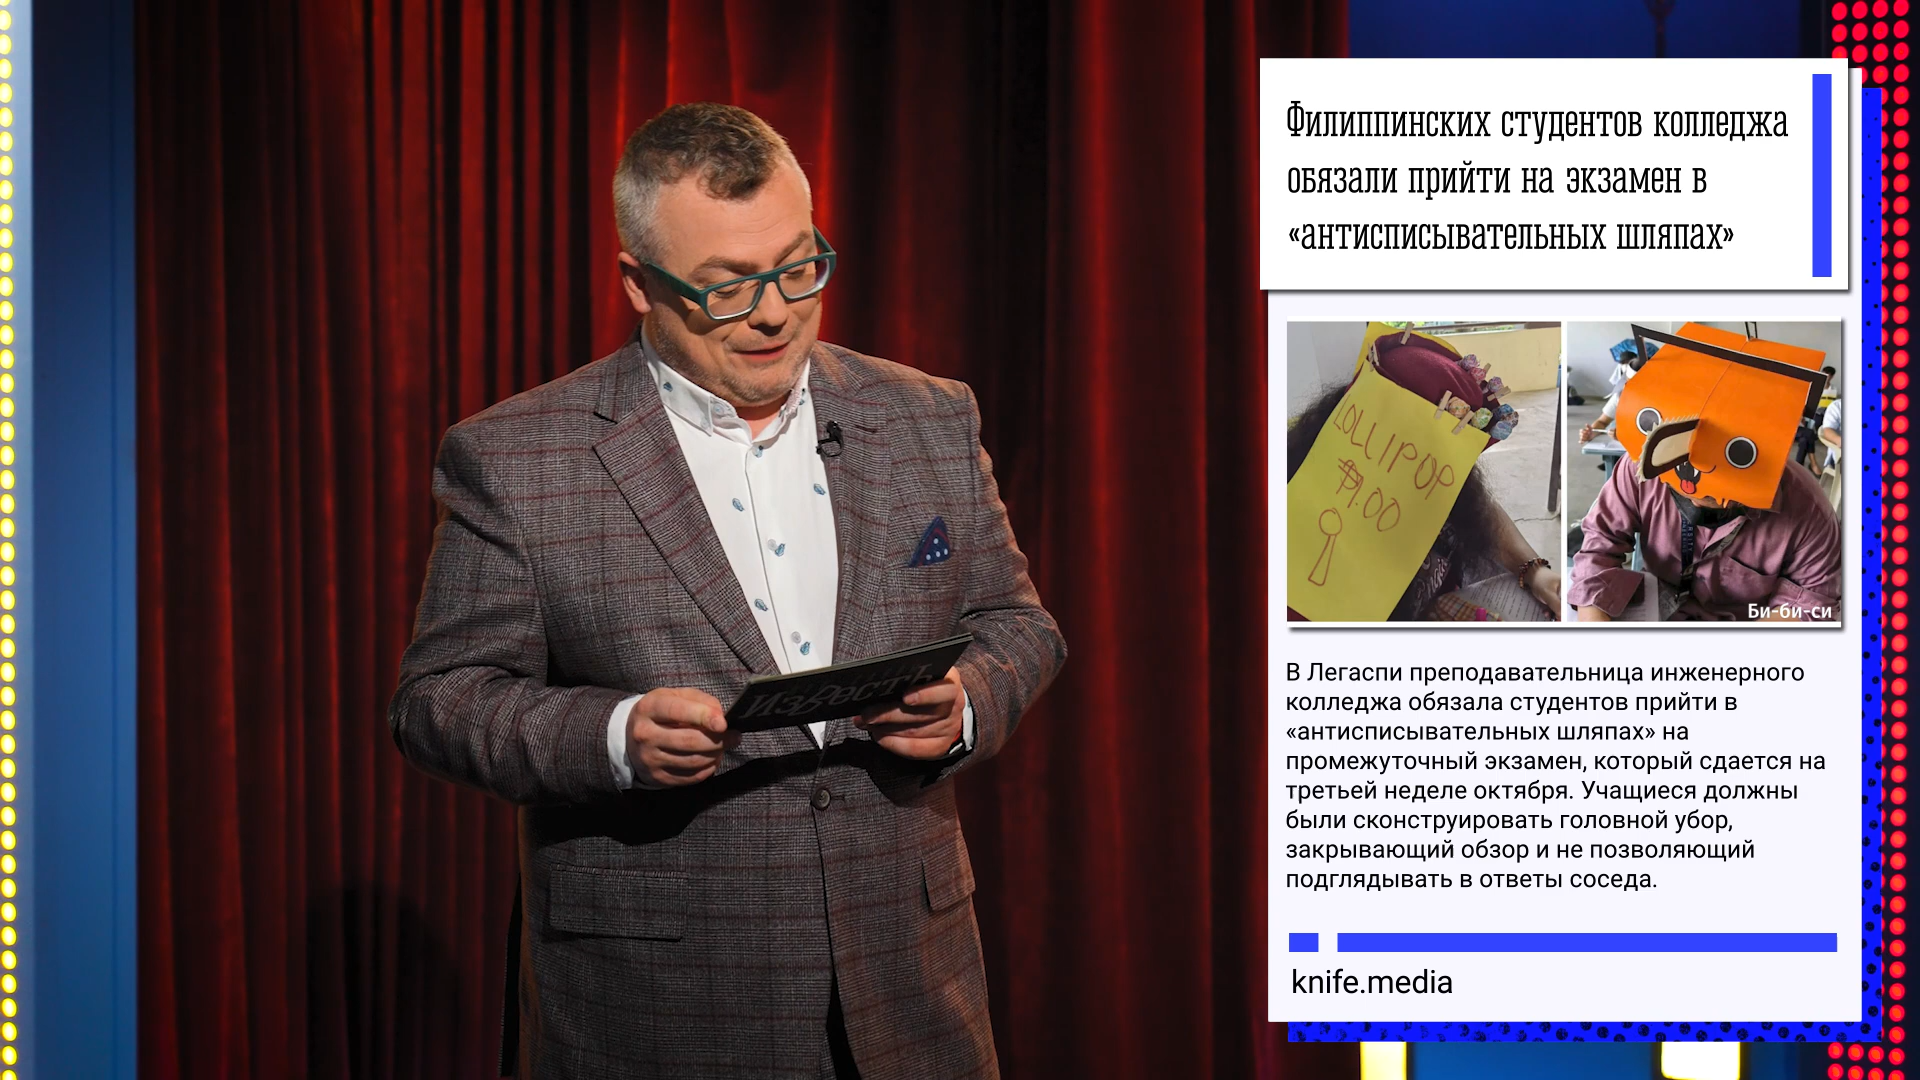 Филиппинских студентов колледжа
обязали прийти на экзамен в
«антисписывательных шляпах»
LOLLIPOP
₱1.00
Би-би-си
В Легаспи преподавательница инженерного
колледжа обязала студентов прийти в
«антисписывательных шляпах» на
промежуточный экзамен, который сдается на
третьей неделе октября. Учащиеся должны
были сконструировать головной убор,
закрывающий обзор и не позволяющий
подглядывать в ответы соседа.
knife.media
ИзВесТЬ